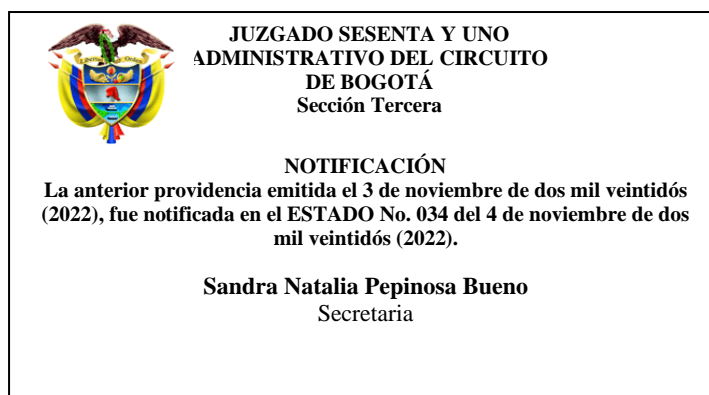 JUZGADO SESENTA Y UNO
ADMINISTRATIVO DEL CIRCUITO
DE BOGOTÁ
Sección Tercera
NOTIFICACIÓN
La anterior providencia emitida el 3 de noviembre de dos mil veintidós
(2022), fue notificada en el ESTADO No. 034 del 4 de noviembre de dos
mil veintidós (2022).
Sandra Natalia Pepinosa Bueno
Secretaria